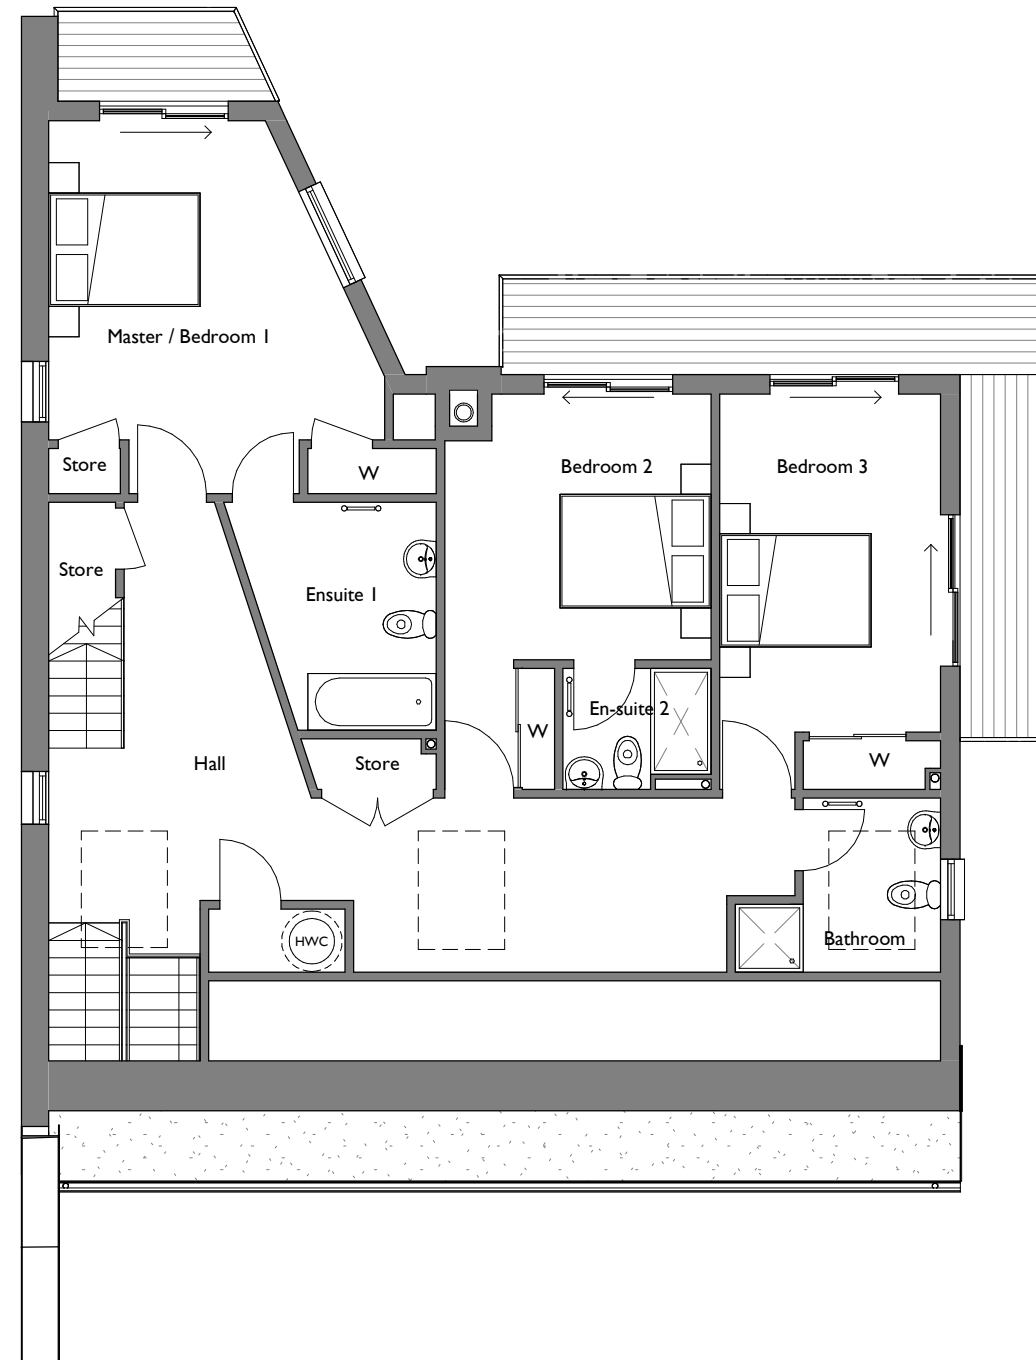 Master / Bedroom 1
Store
W
Bedroom 2
Bedroom 3
Store
Ensuite 1
En-suite 2
W
Hall
Store
W
HWC
Bathroom